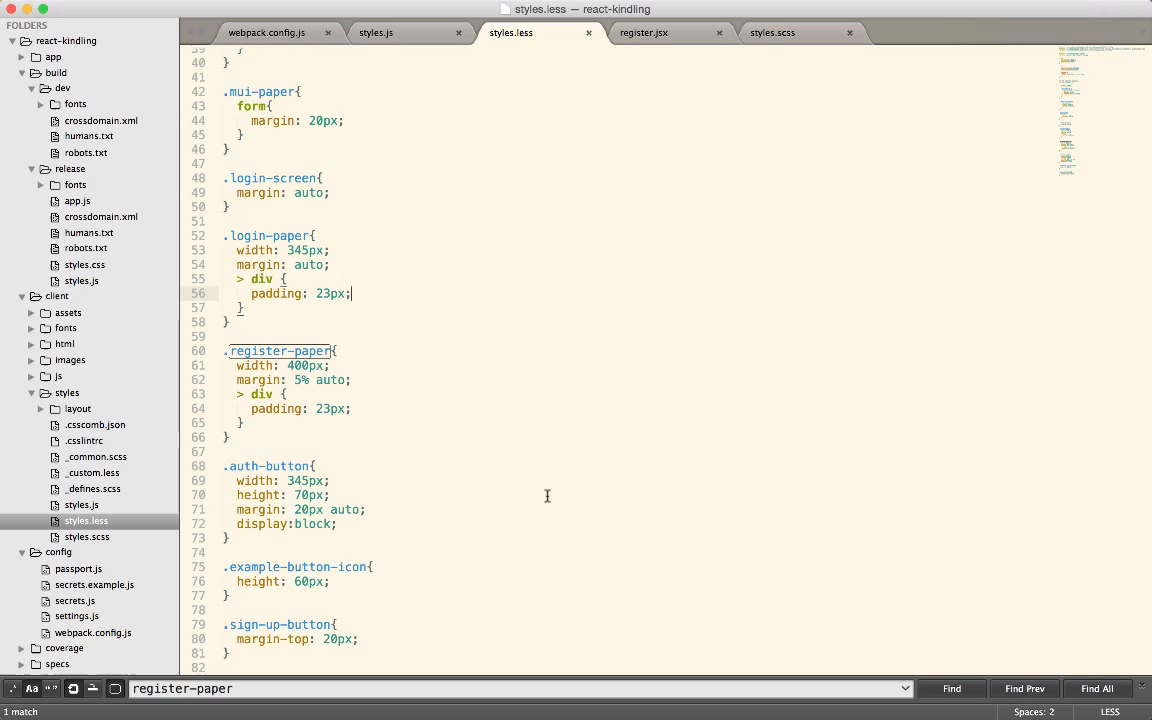 styles.less — react-kindling
FOLDERS
react-kindling
app
build
dev
fonts
crossdomain.xml
humans.txt
robots.txt
release
fonts
app.js
crossdomain.xml
humans.txt
robots.txt
styles.css
styles.js
client
assets
fonts
html
images
js
styles
layout
.csscomb.json
.csslintrc
_common.scss
_custom.less
_defines.scss
styles.js
styles.less
styles.scss
config
passport.js
secrets.example.js
secrets.js
settings.js
webpack.config.js
coverage
specs
webpack.config.js × styles.js × styles.less × register.jsx × styles.scss ×
39 }
40 }
41
42 .mui-paper{
43 form{
44 margin: 20px;
45 }
46 }
47
48 .login-screen{
49 margin: auto;
50 }
51
52 .login-paper{
53 width: 345px;
54 margin: auto;
55 > div {
56 padding: 23px;
57 }
58 }
59
60 .register-paper{
61 width: 400px;
62 margin: 5% auto;
63 > div {
64 padding: 23px;
65 }
66 }
67
68 .auth-button{
69 width: 345px;
70 height: 70px;
71 margin: 20px auto;
72 display:block;
73 }
74
75 .example-button-icon{
76 height: 60px;
77 }
78
79 .sign-up-button{
80 margin-top: 20px;
81 }
82
.* Aa "" register-paper Find Find Prev Find All
1 match Spaces: 2 LESS